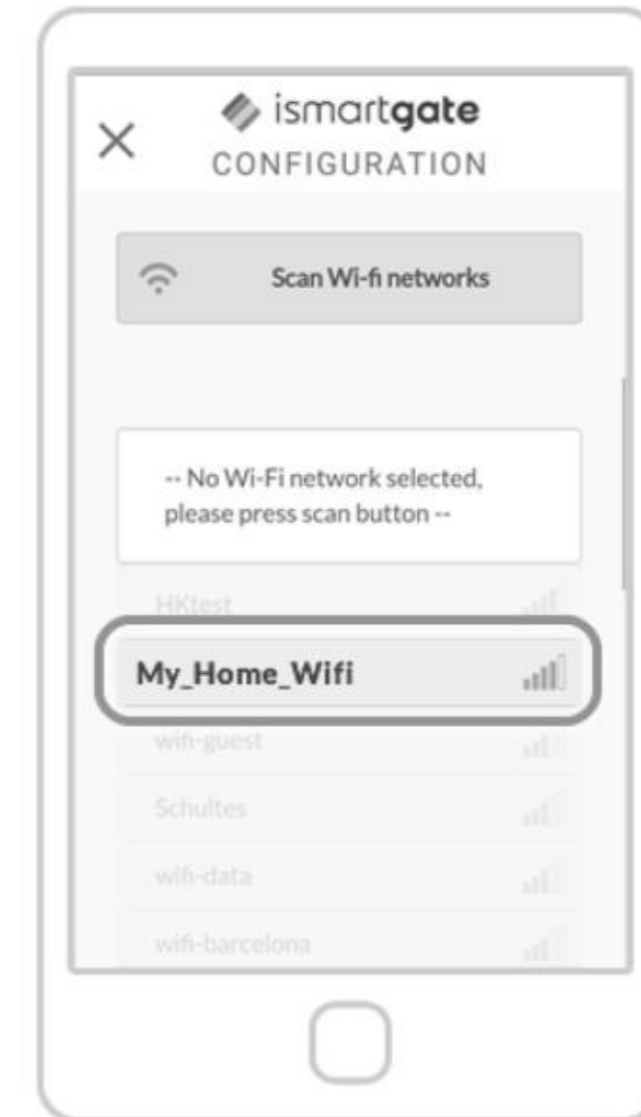 ismartgate
CONFIGURATION
Scan Wi-fi networks
-- No Wi-Fi network selected,
please press scan button --
HKtest
My_Home_Wifi
wifi-guest
Schultes
wifi-data
wifi-barcelona